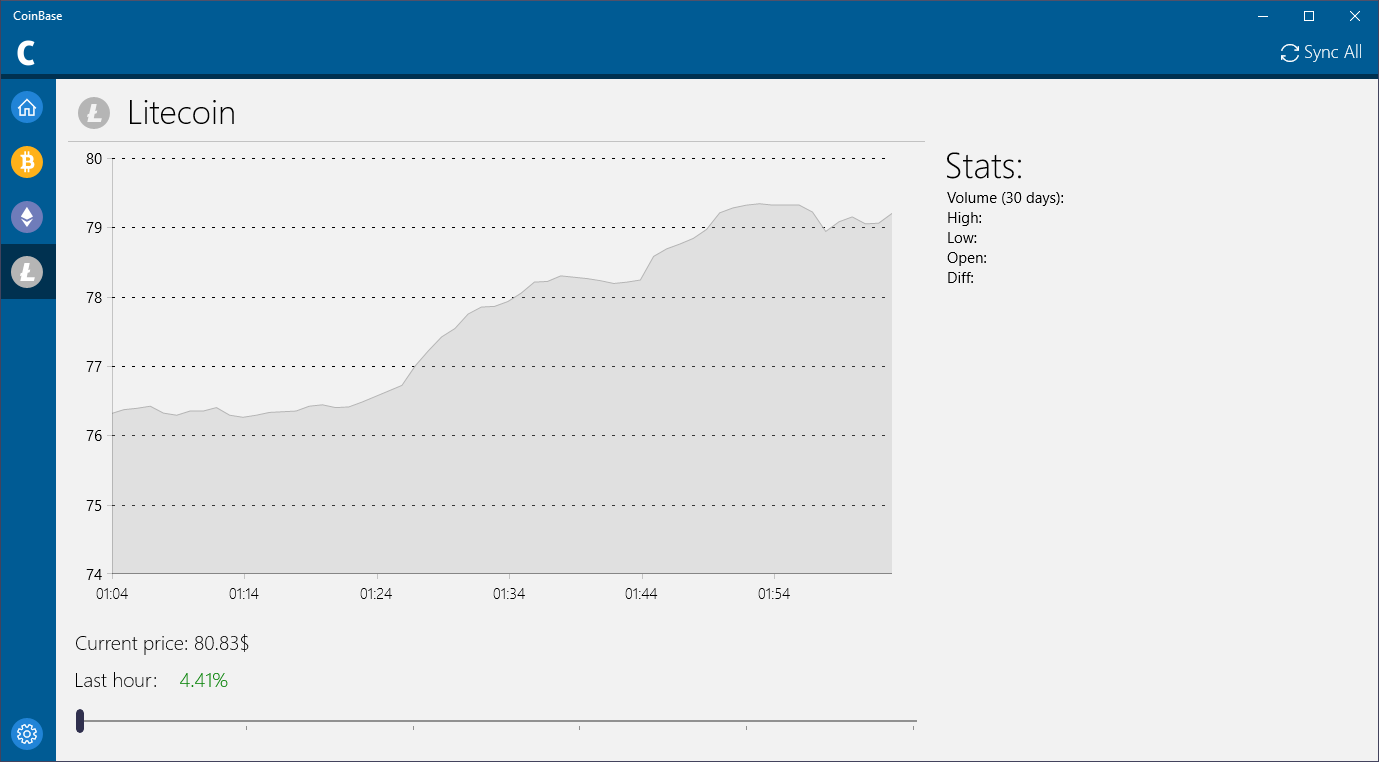 CoinBase
C
Sync All
Litecoin
80
79
78
77
76
75
74
01:04 01:14 01:24 01:34 01:44 01:54
Stats:
Volume (30 days):
High:
Low:
Open:
Diff:
Current price: 80.83$
Last hour: 4.41%